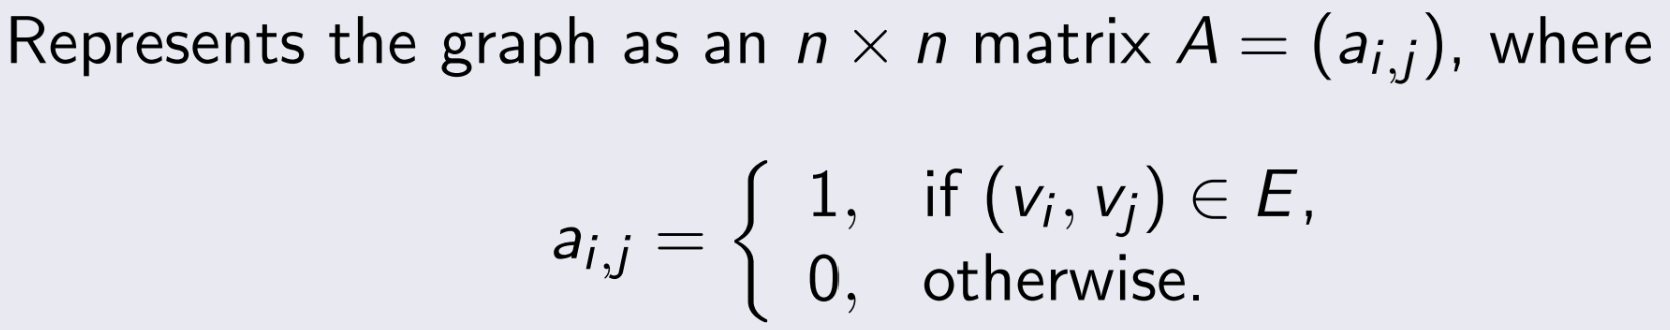 Represents the graph as an n × n matrix A = (a_{i,j}), where
a_{i,j} = { 1, if (v_i, v_j) ∈ E,
0, otherwise.